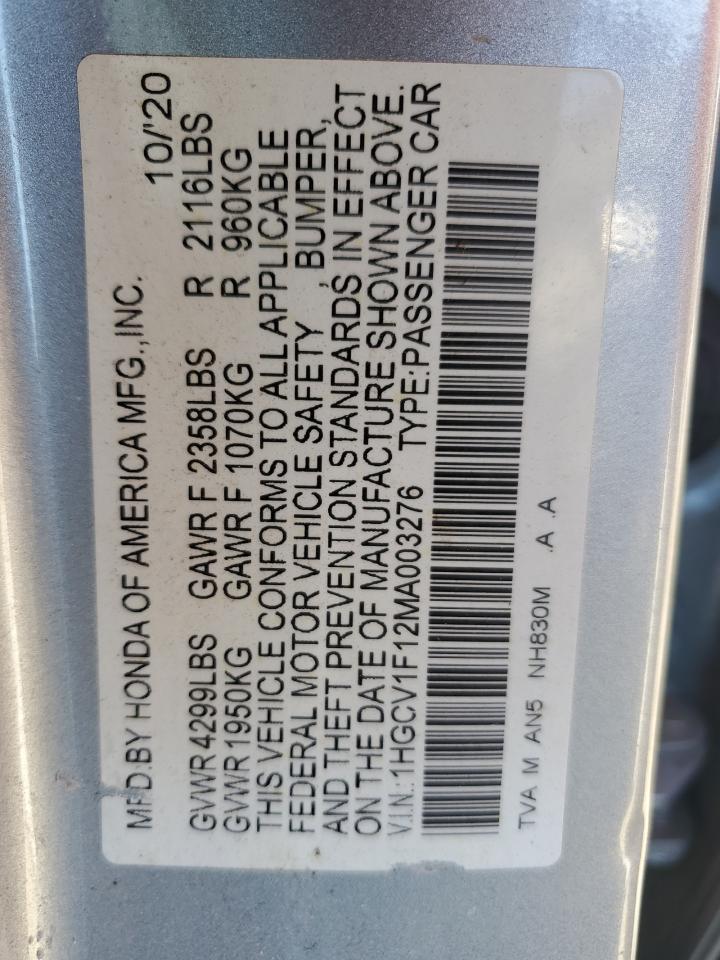 MFD.BY HONDA OF AMERICA MFG.,INC. 10/'20
GVWR 4299LBS GAWR F 2358LBS R 2116LBS
GVWR 1950KG GAWR F 1070KG R 960KG
THIS VEHICLE CONFORMS TO ALL APPLICABLE
FEDERAL MOTOR VEHICLE SAFETY , BUMPER,
AND THEFT PREVENTION STANDARDS IN EFFECT
ON THE DATE OF MANUFACTURE SHOWN ABOVE.
V.I.N.:1HGCV1F12MA003276 TYPE:PASSENGER CAR
TVA M AN5 NH830M .A .A